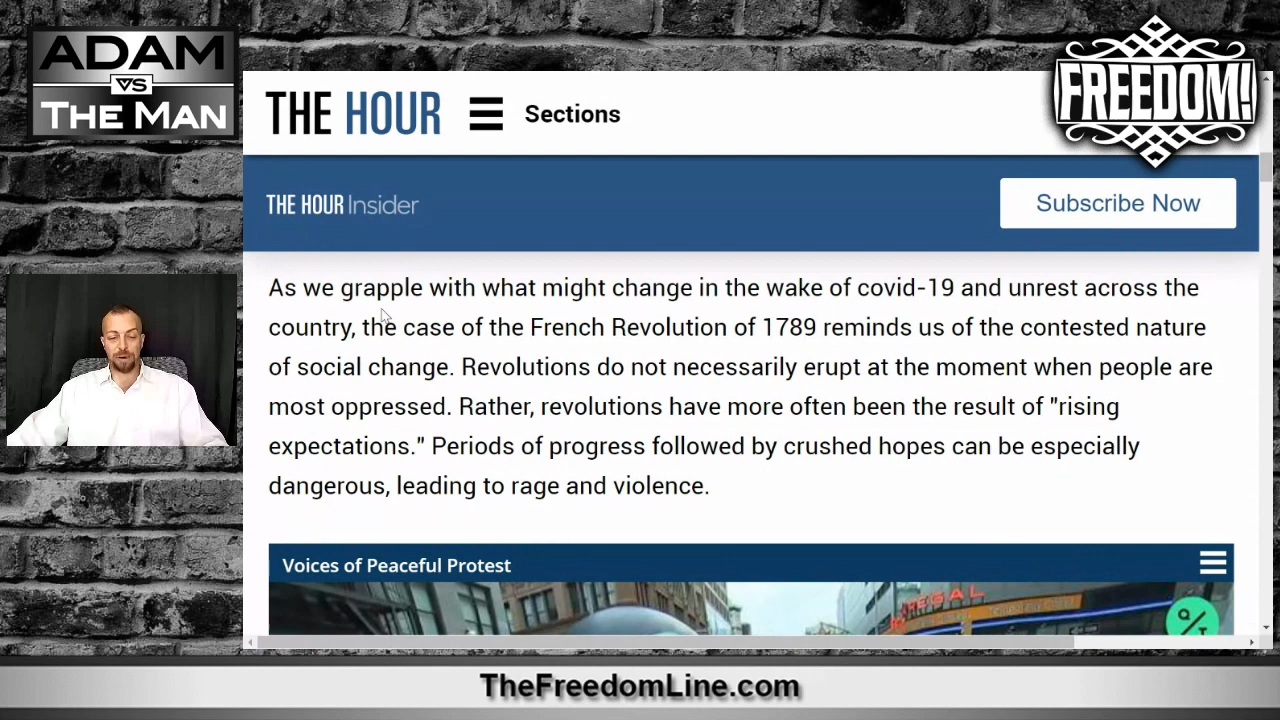 ADAM
VS
THE MAN
FREEDOM!
THE HOUR
Sections
THE HOUR Insider
Subscribe Now
As we grapple with what might change in the wake of covid-19 and unrest across the
country, the case of the French Revolution of 1789 reminds us of the contested nature
of social change. Revolutions do not necessarily erupt at the moment when people are
most oppressed. Rather, revolutions have more often been the result of "rising
expectations." Periods of progress followed by crushed hopes can be especially
dangerous, leading to rage and violence.
Voices of Peaceful Protest
REGAL
Q/T
TheFreedomLine.com